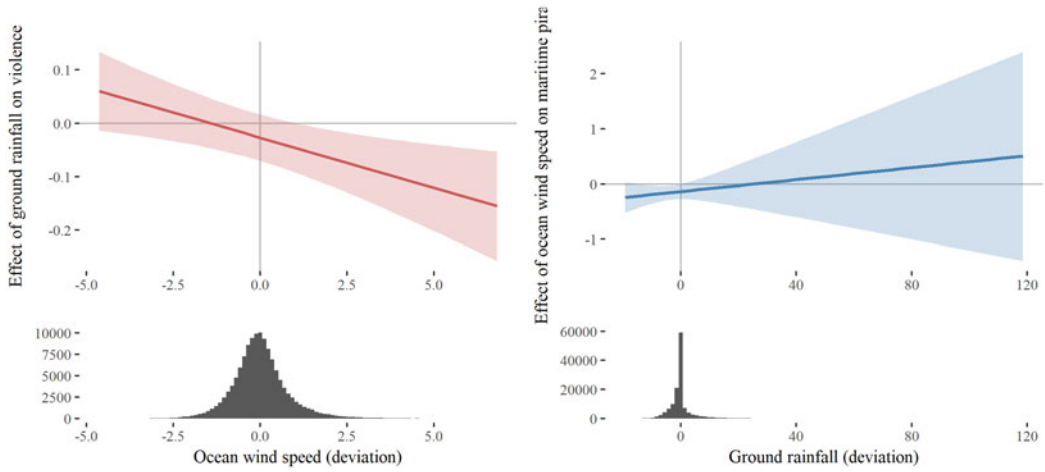 Effect of ground rainfall on violence
0.1
0.0
-0.1
-0.2
-5.0 -2.5 0.0 2.5 5.0
10000
7500
5000
2500
0
-5.0 -2.5 0.0 2.5 5.0
Ocean wind speed (deviation)
Effect of ocean wind speed on maritime pira
2
1
0
-1
0 40 80 120
60000
40000
20000
0
0 40 80 120
Ground rainfall (deviation)